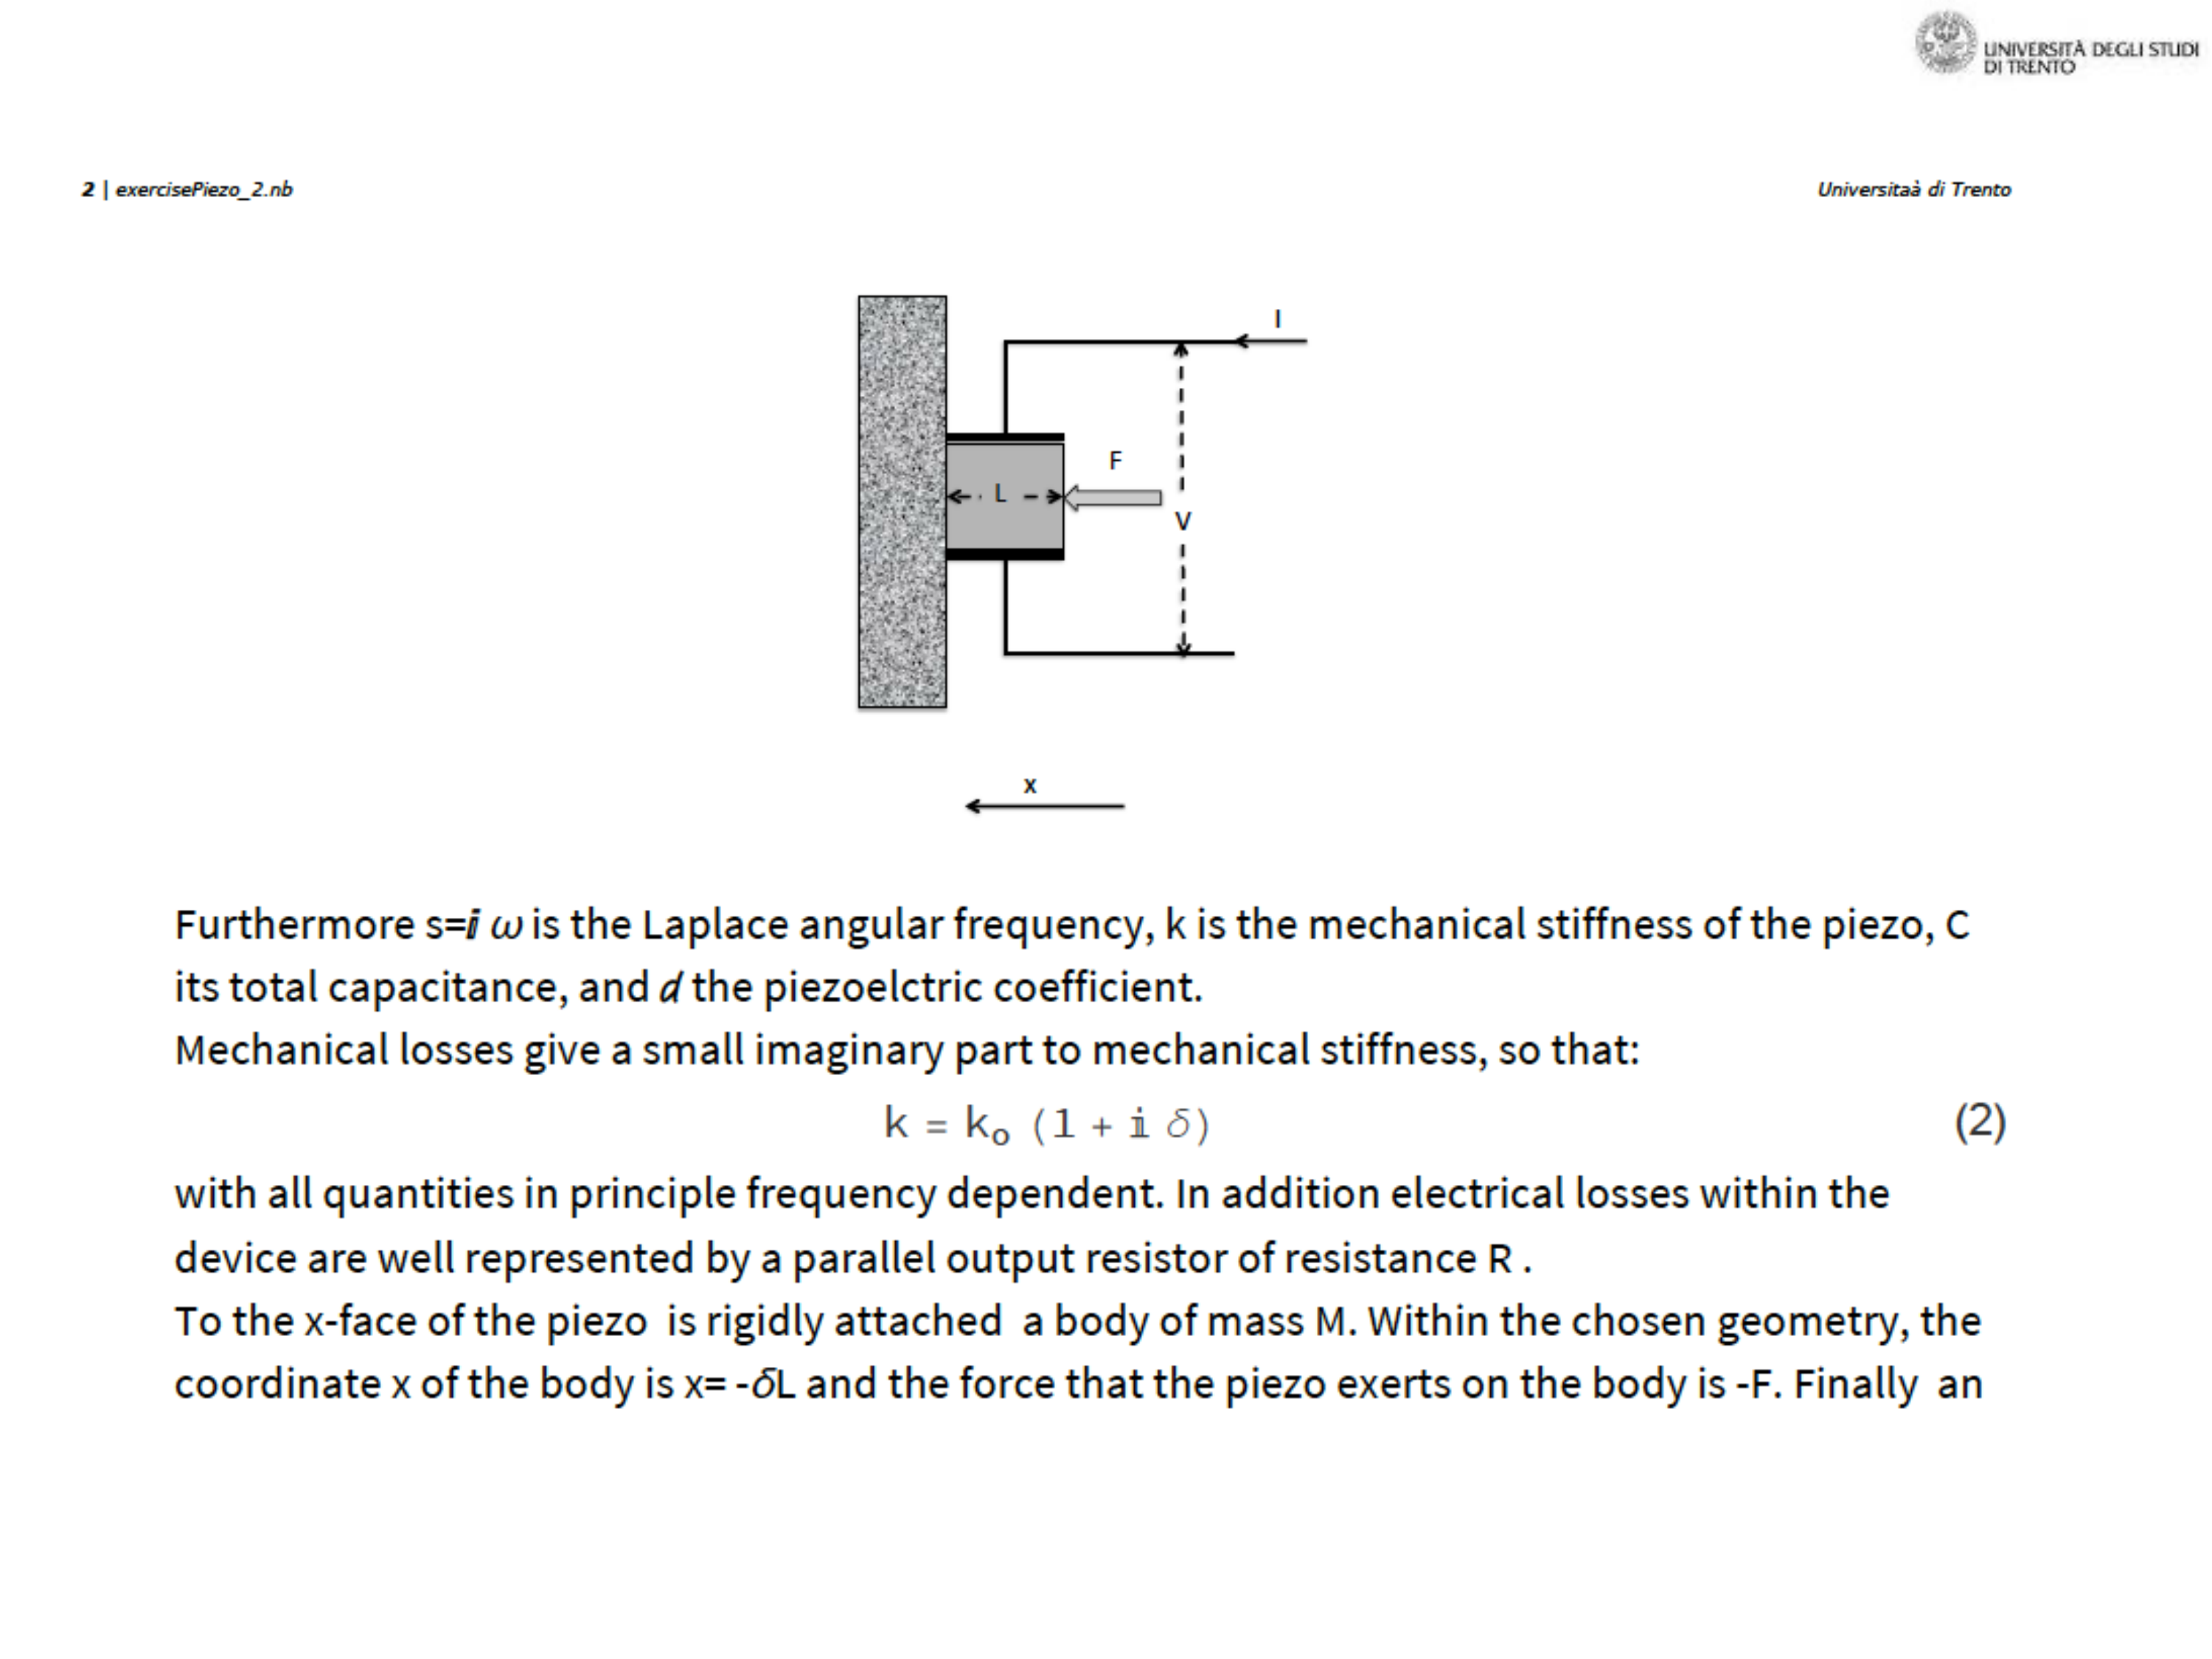 UNIVERSITÀ DEGLI STUDI
DI TRENTO
2 | exercisePiezo_2.nb
Universitaà di Trento
I
F
L
V
x
Furthermore s=i ω is the Laplace angular frequency, k is the mechanical stiffness of the piezo, C
its total capacitance, and d the piezoelctric coefficient.
Mechanical losses give a small imaginary part to mechanical stiffness, so that:
k = k₀ (1 + i δ) (2)
with all quantities in principle frequency dependent. In addition electrical losses within the
device are well represented by a parallel output resistor of resistance R .
To the x-face of the piezo is rigidly attached a body of mass M. Within the chosen geometry, the
coordinate x of the body is x= -δL and the force that the piezo exerts on the body is -F. Finally an